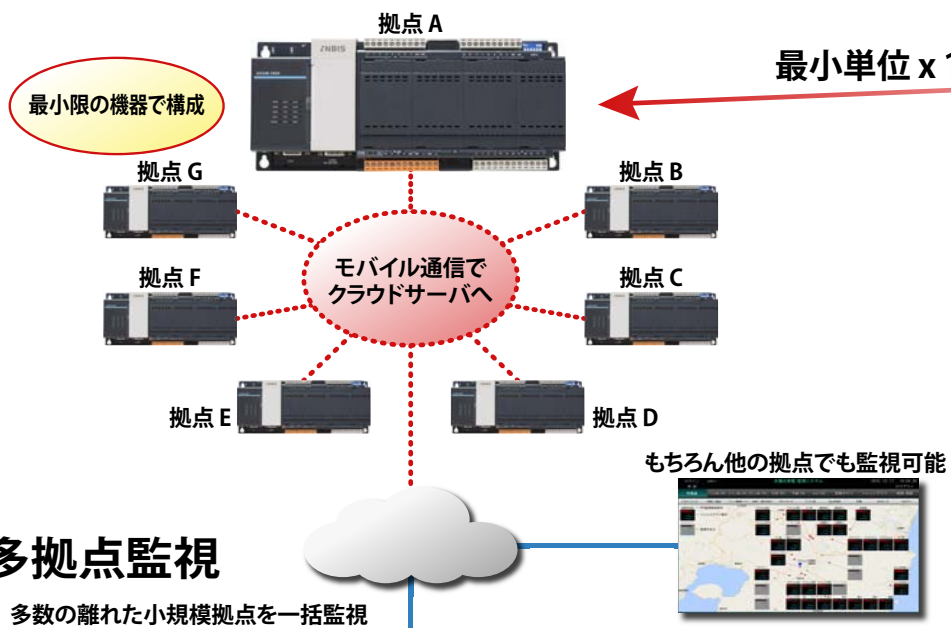 拠点 A
ZNBIS
最小単位 x 1
最小限の機器で構成
拠点 G
拠点 B
モバイル通信で
クラウドサーバへ
拠点 F
拠点 C
拠点 E
拠点 D
もちろん他の拠点でも監視可能
多拠点監視
多数の離れた小規模拠点を一括監視